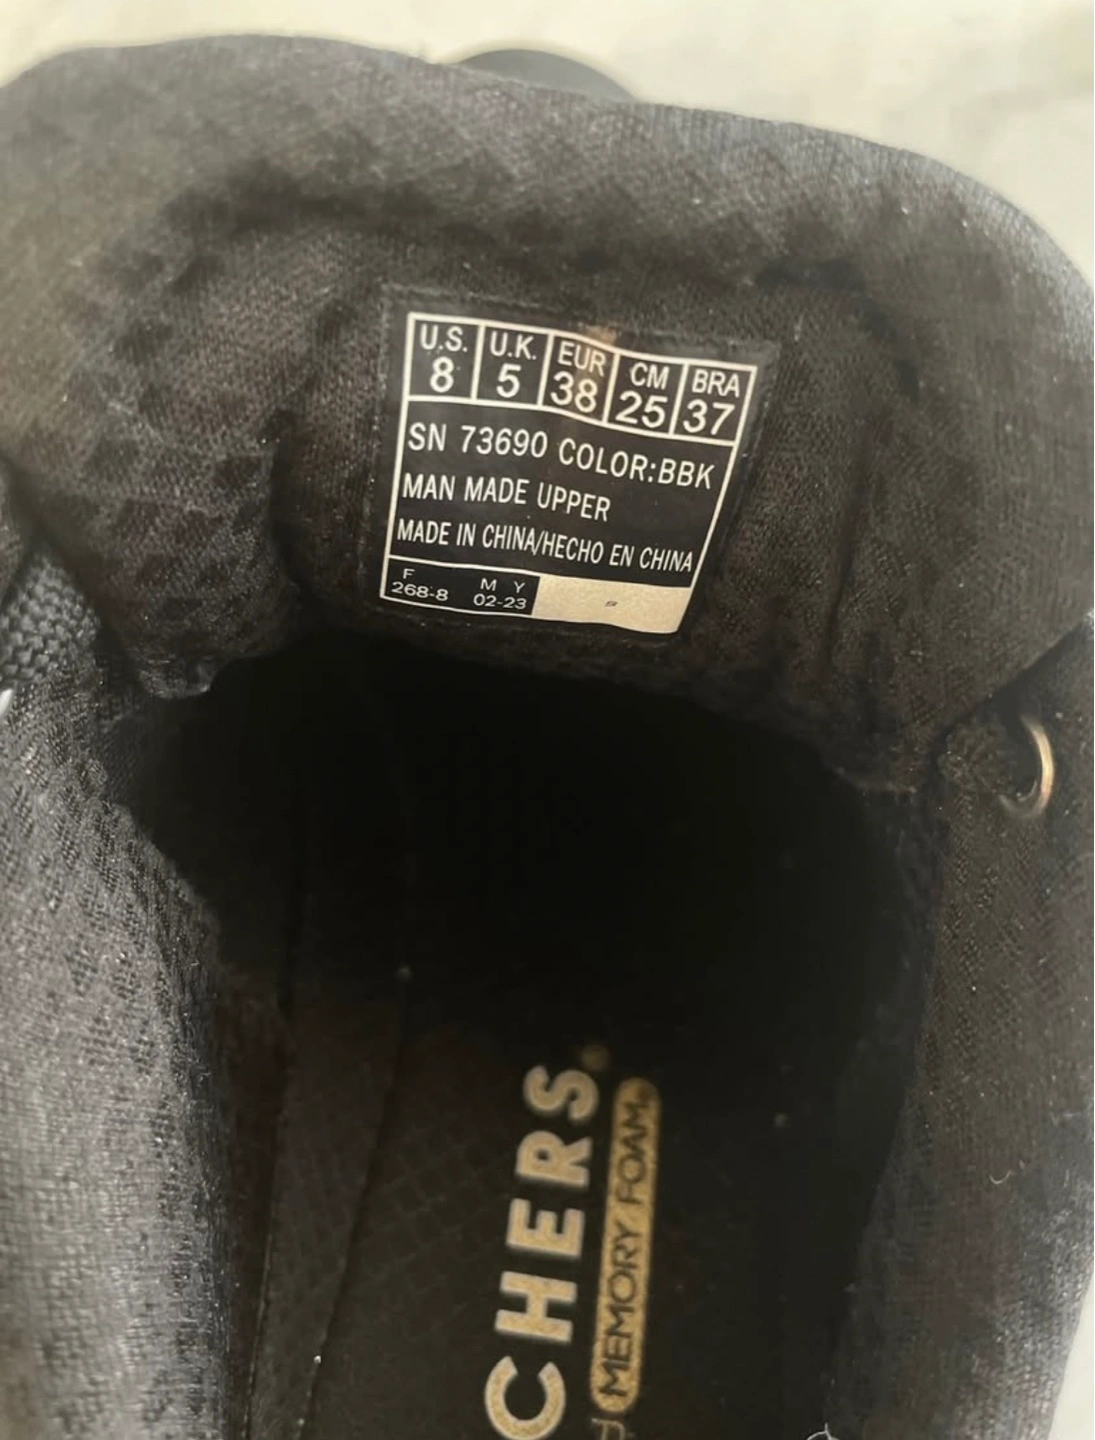 U.S. U.K. EUR CM BRA
8 5 38 25 37
SN 73690 COLOR:BBK
MAN MADE UPPER
MADE IN CHINA/HECHO EN CHINA
F M Y
268-8 02-23
CHERS®
MEMORY FOAM